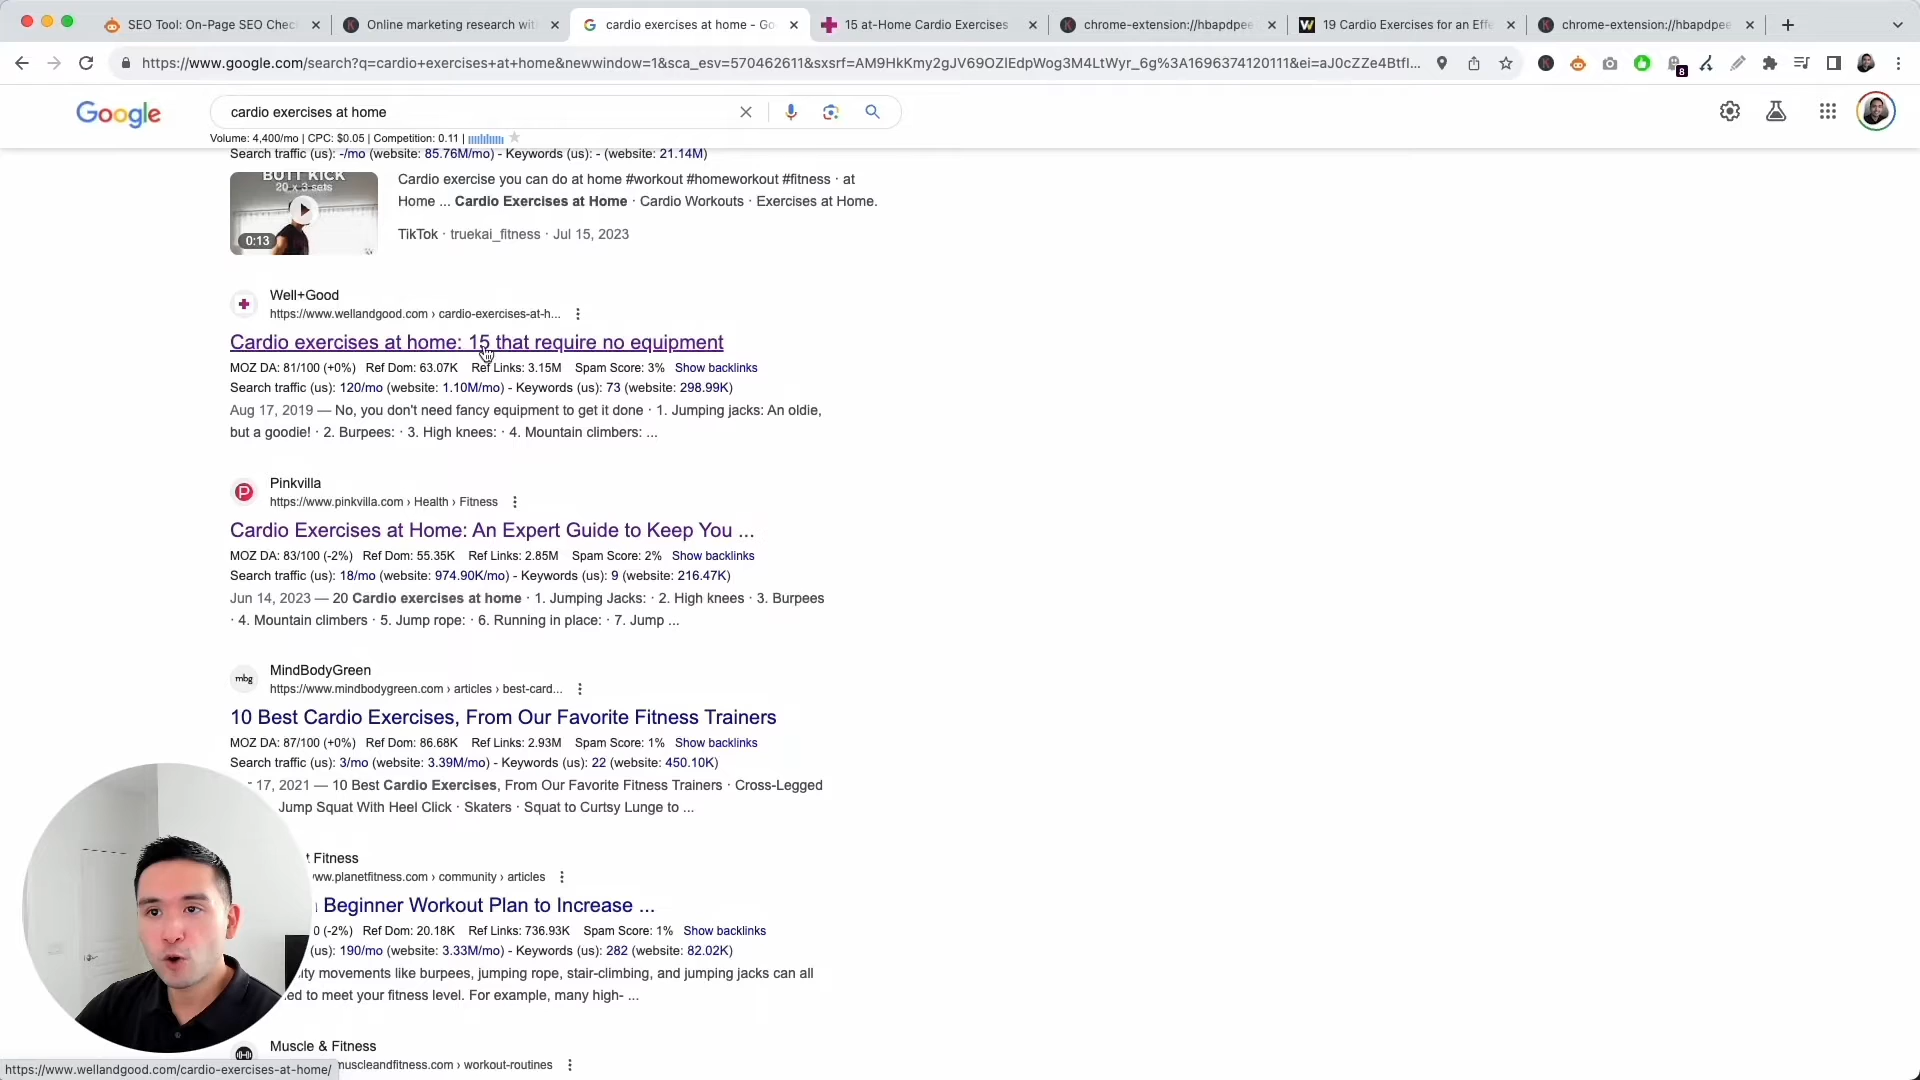 SEO Tool: On-Page SEO Chec
Online marketing research wit
cardio exercises at home - Go
15 at-Home Cardio Exercises
chrome-extension://hbapdpee
19 Cardio Exercises for an Effe
chrome-extension://hbapdpee
https://www.google.com/search?q=cardio+exercises+at+home&newwindow=1&sca_esv=570462611&sxsrf=AM9HkKmy2gJV69OZIEdpWog3M4LtWyr_6g%3A1696374120111&ei=aJ0cZZe4BtfI...
8
Google
cardio exercises at home
Volume: 4,400/mo | CPC: $0.05 | Competition: 0.11 |
Search traffic (us): -/mo (website: 85.76M/mo) - Keywords (us): - (website: 21.14M)
BUTT KICK
20 x 3 sets
0:13
Cardio exercise you can do at home #workout #homeworkout #fitness · at
Home ... Cardio Exercises at Home · Cardio Workouts · Exercises at Home.
TikTok · truekai_fitness · Jul 15, 2023
Well+Good
https://www.wellandgood.com › cardio-exercises-at-h...
Cardio exercises at home: 15 that require no equipment
MOZ DA: 81/100 (+0%) Ref Dom: 63.07K Ref Links: 3.15M Spam Score: 3% Show backlinks
Search traffic (us): 120/mo (website: 1.10M/mo) - Keywords (us): 73 (website: 298.99K)
Aug 17, 2019 — No, you don't need fancy equipment to get it done · 1. Jumping jacks: An oldie,
but a goodie! · 2. Burpees: · 3. High knees: · 4. Mountain climbers: ...
P
Pinkvilla
https://www.pinkvilla.com › Health › Fitness
Cardio Exercises at Home: An Expert Guide to Keep You ...
MOZ DA: 83/100 (-2%) Ref Dom: 55.35K Ref Links: 2.85M Spam Score: 2% Show backlinks
Search traffic (us): 18/mo (website: 974.90K/mo) - Keywords (us): 9 (website: 216.47K)
Jun 14, 2023 — 20 Cardio exercises at home · 1. Jumping Jacks: · 2. High knees · 3. Burpees
· 4. Mountain climbers · 5. Jump rope: · 6. Running in place: · 7. Jump ...
mbg
MindBodyGreen
https://www.mindbodygreen.com › articles › best-card...
10 Best Cardio Exercises, From Our Favorite Fitness Trainers
MOZ DA: 87/100 (+0%) Ref Dom: 86.68K Ref Links: 2.93M Spam Score: 1% Show backlinks
Search traffic (us): 3/mo (website: 3.39M/mo) - Keywords (us): 22 (website: 450.10K)
17, 2021 — 10 Best Cardio Exercises, From Our Favorite Fitness Trainers · Cross-Legged
Jump Squat With Heel Click · Skaters · Squat to Curtsy Lunge to ...
t Fitness
ww.planetfitness.com › community › articles
Beginner Workout Plan to Increase ...
0 (-2%) Ref Dom: 20.18K Ref Links: 736.93K Spam Score: 1% Show backlinks
(us): 190/mo (website: 3.33M/mo) - Keywords (us): 282 (website: 82.02K)
ity movements like burpees, jumping rope, stair-climbing, and jumping jacks can all
ed to meet your fitness level. For example, many high- ...
Muscle & Fitness
muscleandfitness.com › workout-routines
https://www.wellandgood.com/cardio-exercises-at-home/